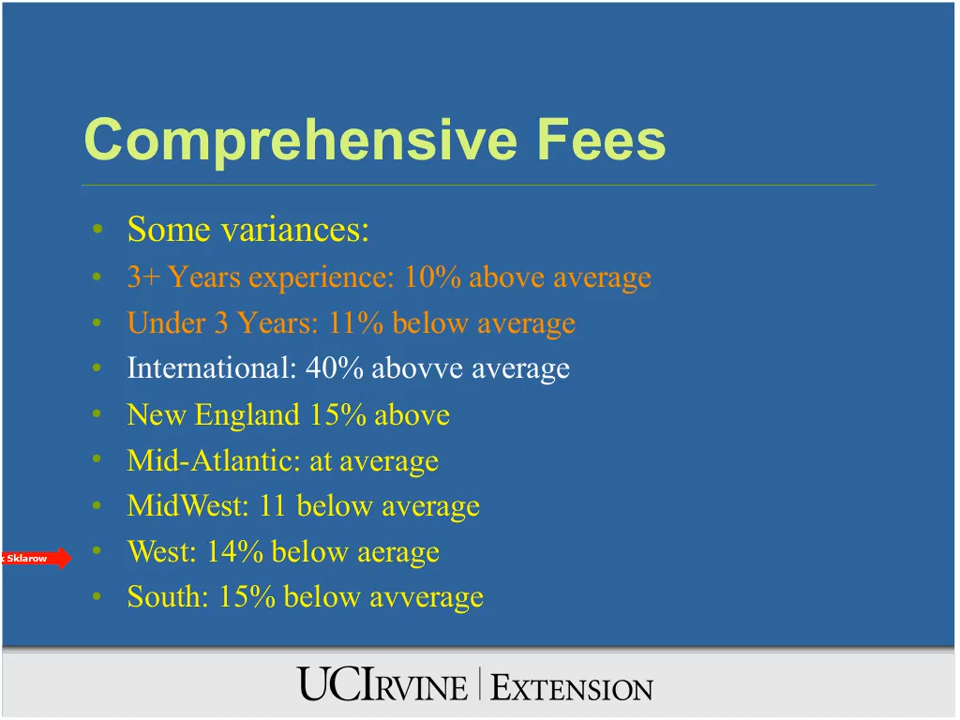 Comprehensive Fees
• Some variances:
• 3+ Years experience: 10% above average
• Under 3 Years: 11% below average
• International: 40% abovve average
• New England 15% above
• Mid-Atlantic: at average
• MidWest: 11 below average
• West: 14% below aerage
Sklarow
• South: 15% below avverage
UCIRVINE | EXTENSION